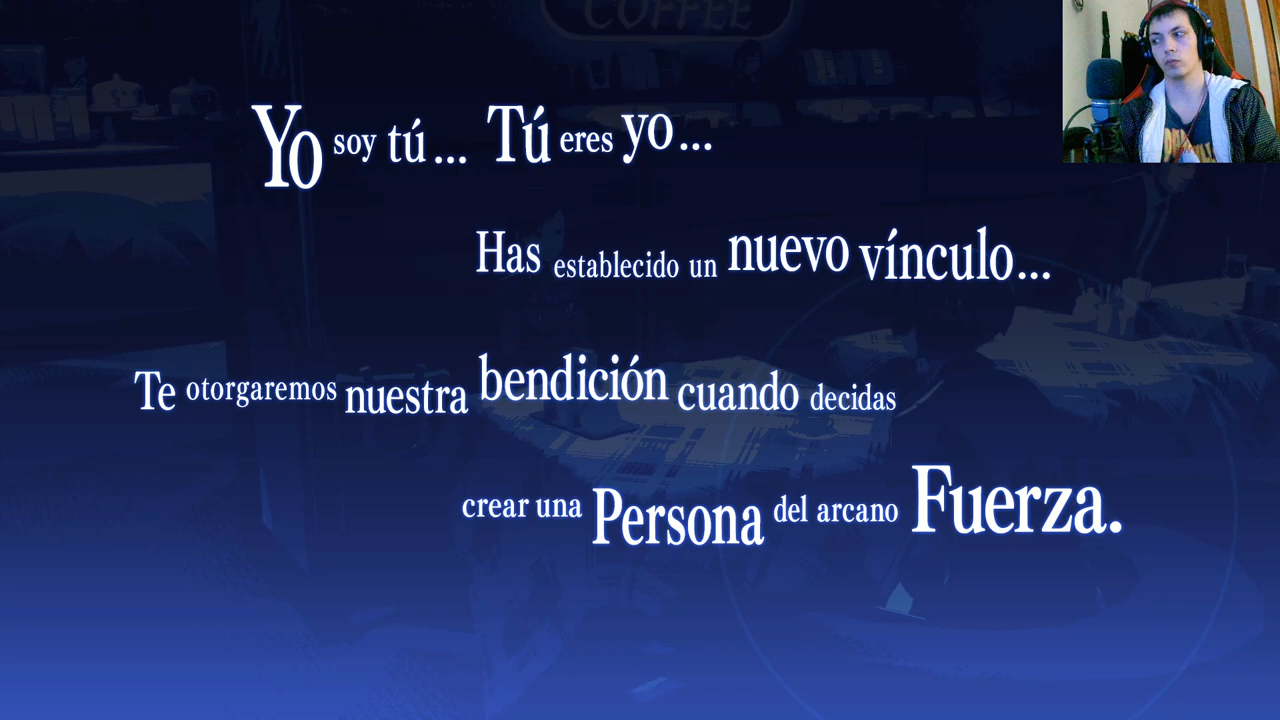 COFFEE
Yo soy tú... Tú eres yo...
Has establecido un nuevo vínculo...
Te otorgaremos nuestra bendición cuando decidas
crear una Persona del arcano Fuerza.